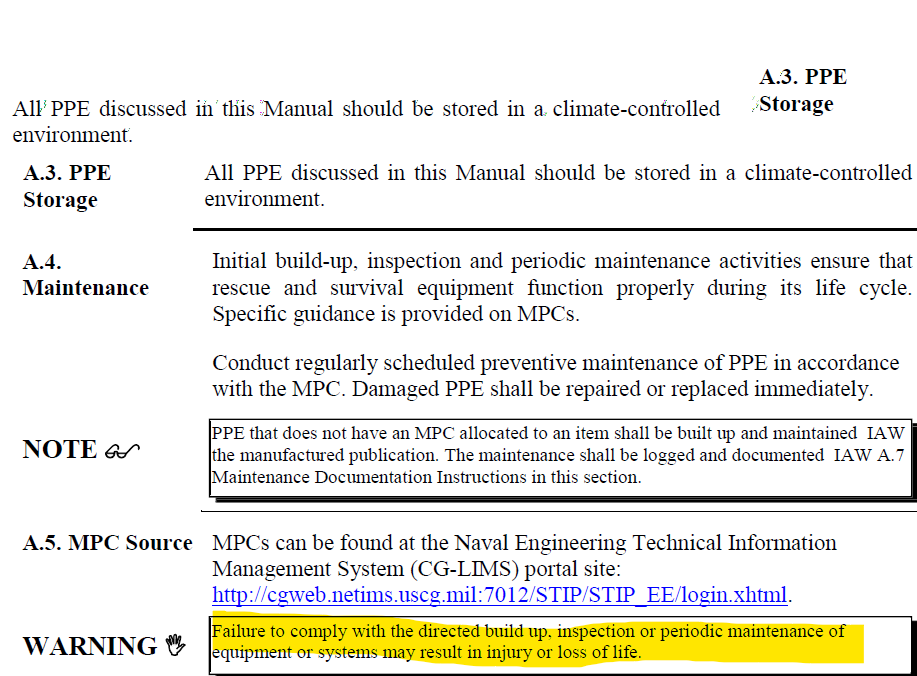 A.3. PPE
Storage
All PPE discussed in this Manual should be stored in a climate-controlled
environment.
A.3. PPE
Storage
All PPE discussed in this Manual should be stored in a climate-controlled
environment.
A.4.
Maintenance
Initial build-up, inspection and periodic maintenance activities ensure that
rescue and survival equipment function properly during its life cycle.
Specific guidance is provided on MPCs.
Conduct regularly scheduled preventive maintenance of PPE in accordance
with the MPC. Damaged PPE shall be repaired or replaced immediately.
NOTE
PPE that does not have an MPC allocated to an item shall be built up and maintained IAW
the manufactured publication. The maintenance shall be logged and documented IAW A.7
Maintenance Documentation Instructions in this section.
A.5. MPC Source
MPCs can be found at the Naval Engineering Technical Information
Management System (CG-LIMS) portal site:
http://cgweb.netims.uscg.mil:7012/STIP/STIP_EE/login.xhtml.
WARNING
Failure to comply with the directed build up, inspection or periodic maintenance of
equipment or systems may result in injury or loss of life.